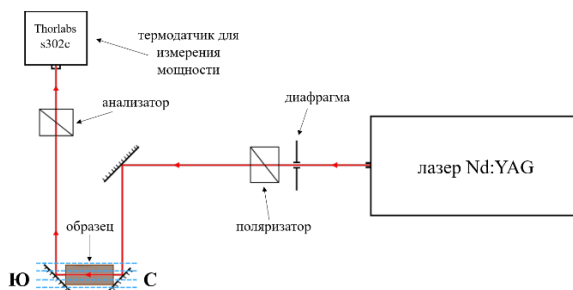 Thorlabs
s302c
термодатчик для
измерения
мощности
анализатор
диафрагма
лазер Nd:YAG
поляризатор
образец
Ю
С